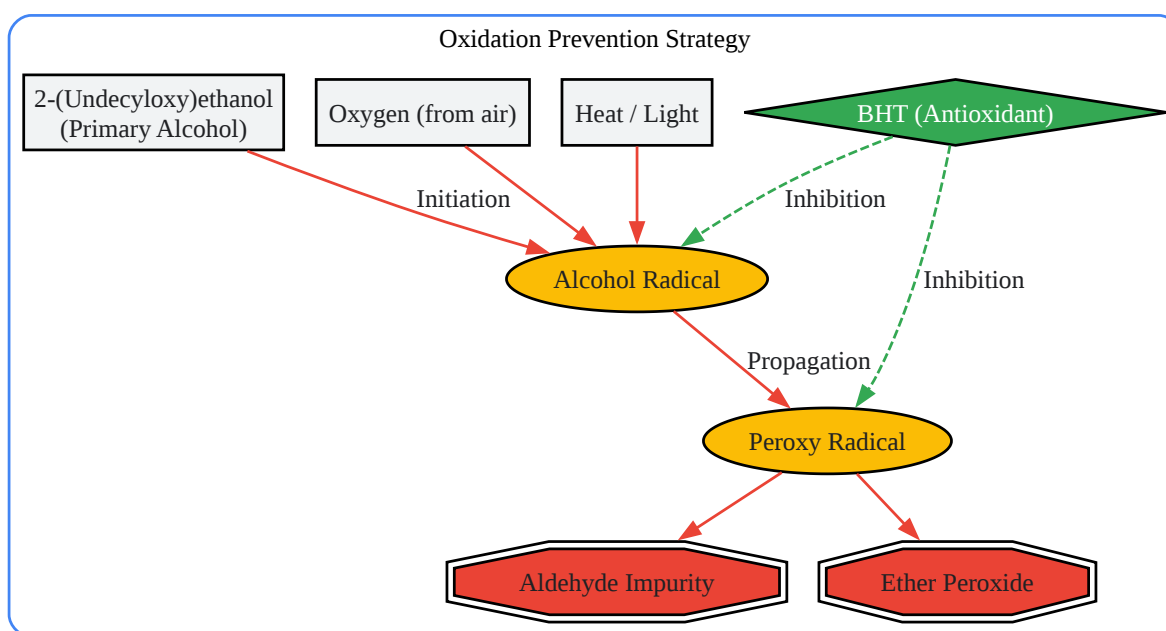 Oxidation Prevention Strategy
2-(Undecyloxy)ethanol
(Primary Alcohol)
Oxygen (from air)
Heat / Light
BHT (Antioxidant)
Initiation
Inhibition
Alcohol Radical
Inhibition
Propagation
Peroxy Radical
Aldehyde Impurity
Ether Peroxide